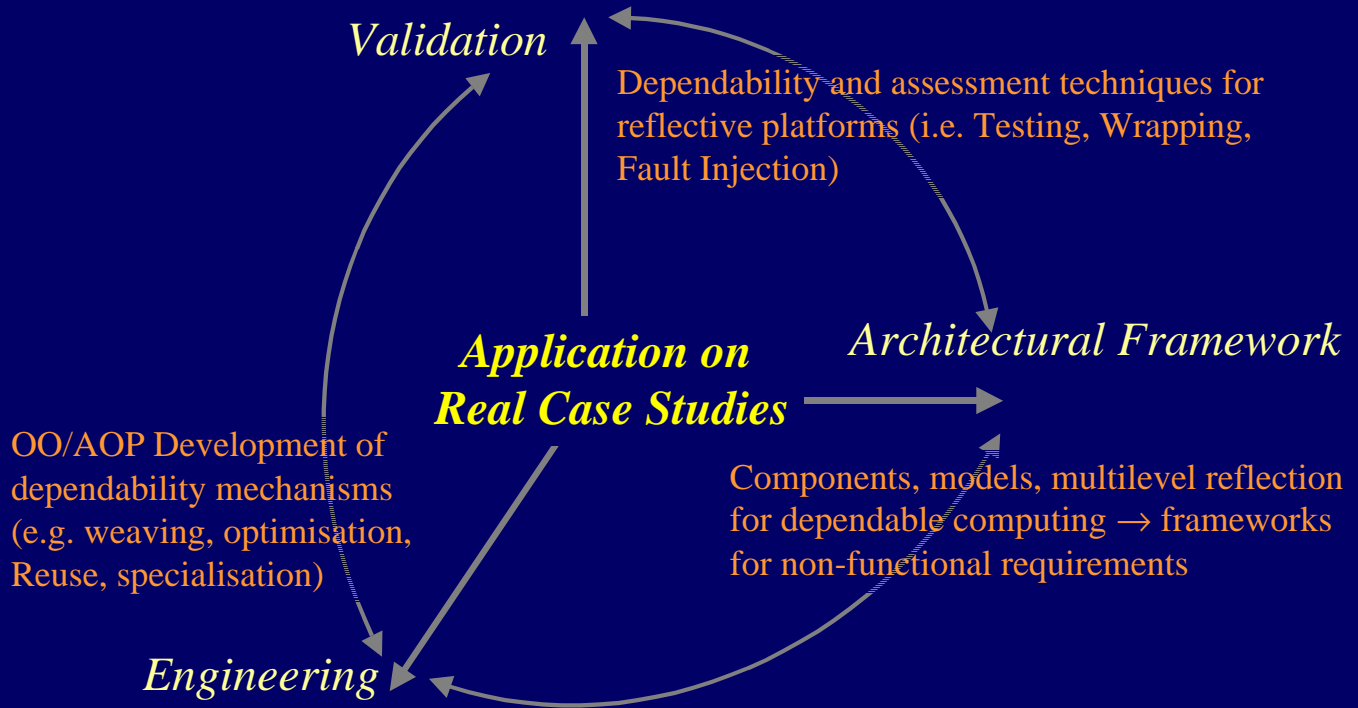 Validation
Dependability and assessment techniques for
reflective platforms (i.e. Testing, Wrapping,
Fault Injection)
Application on
Real Case Studies
Architectural Framework
OO/AOP Development of
dependability mechanisms
(e.g. weaving, optimisation,
Reuse, specialisation)
Components, models, multilevel reflection
for dependable computing → frameworks
for non-functional requirements
Engineering